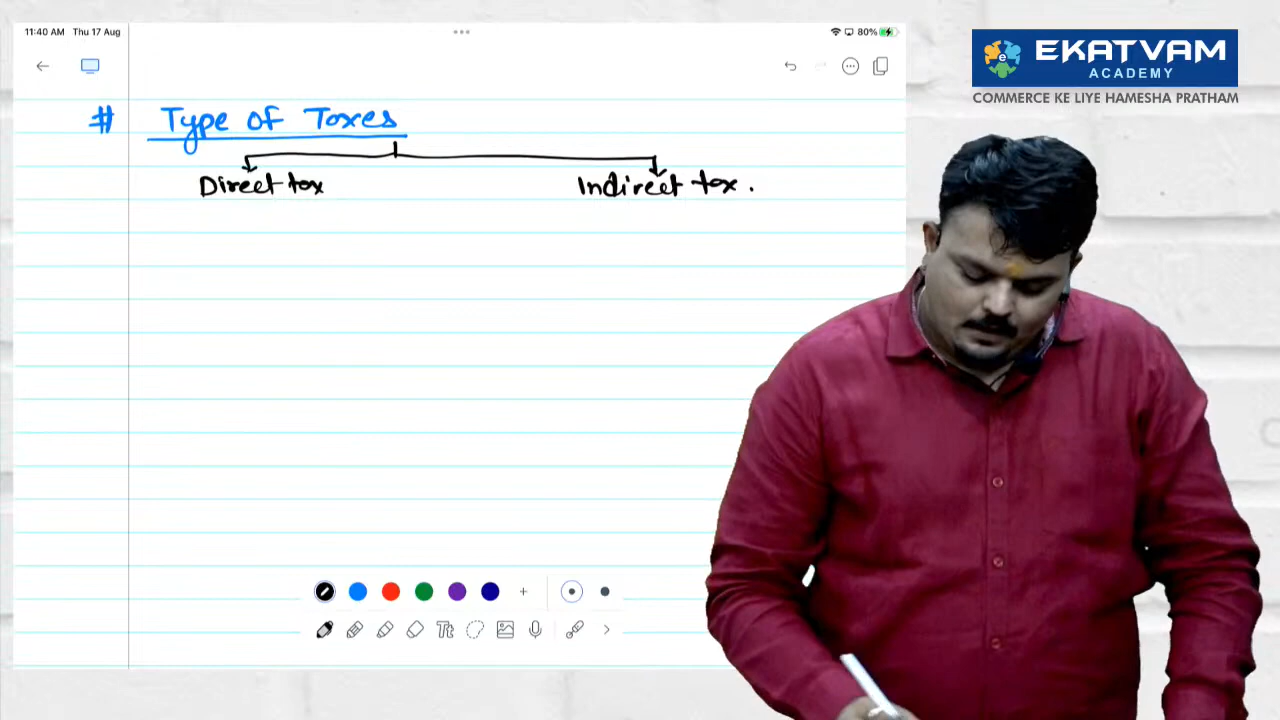 11:40 AM Thu 17 Aug
80%
EKATVAM
ACADEMY
COMMERCE KE LIYE HAMESHA PRATHAM
# Type of Taxes
Direct tax
Indirect tax.
Tt